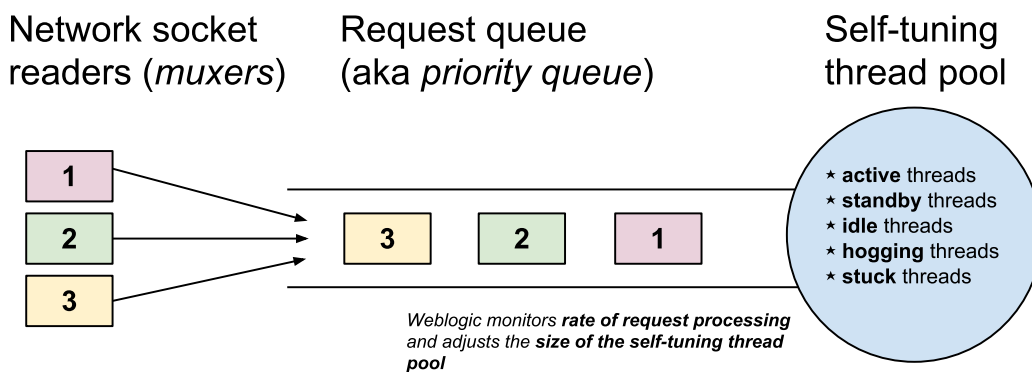 Network socket
readers (muxers)
Request queue
(aka priority queue)
Self-tuning
thread pool
1
2
3
3
2
1
★ active threads
★ standby threads
★ idle threads
★ hogging threads
★ stuck threads
Weblogic monitors rate of request processing
and adjusts the size of the self-tuning thread
pool